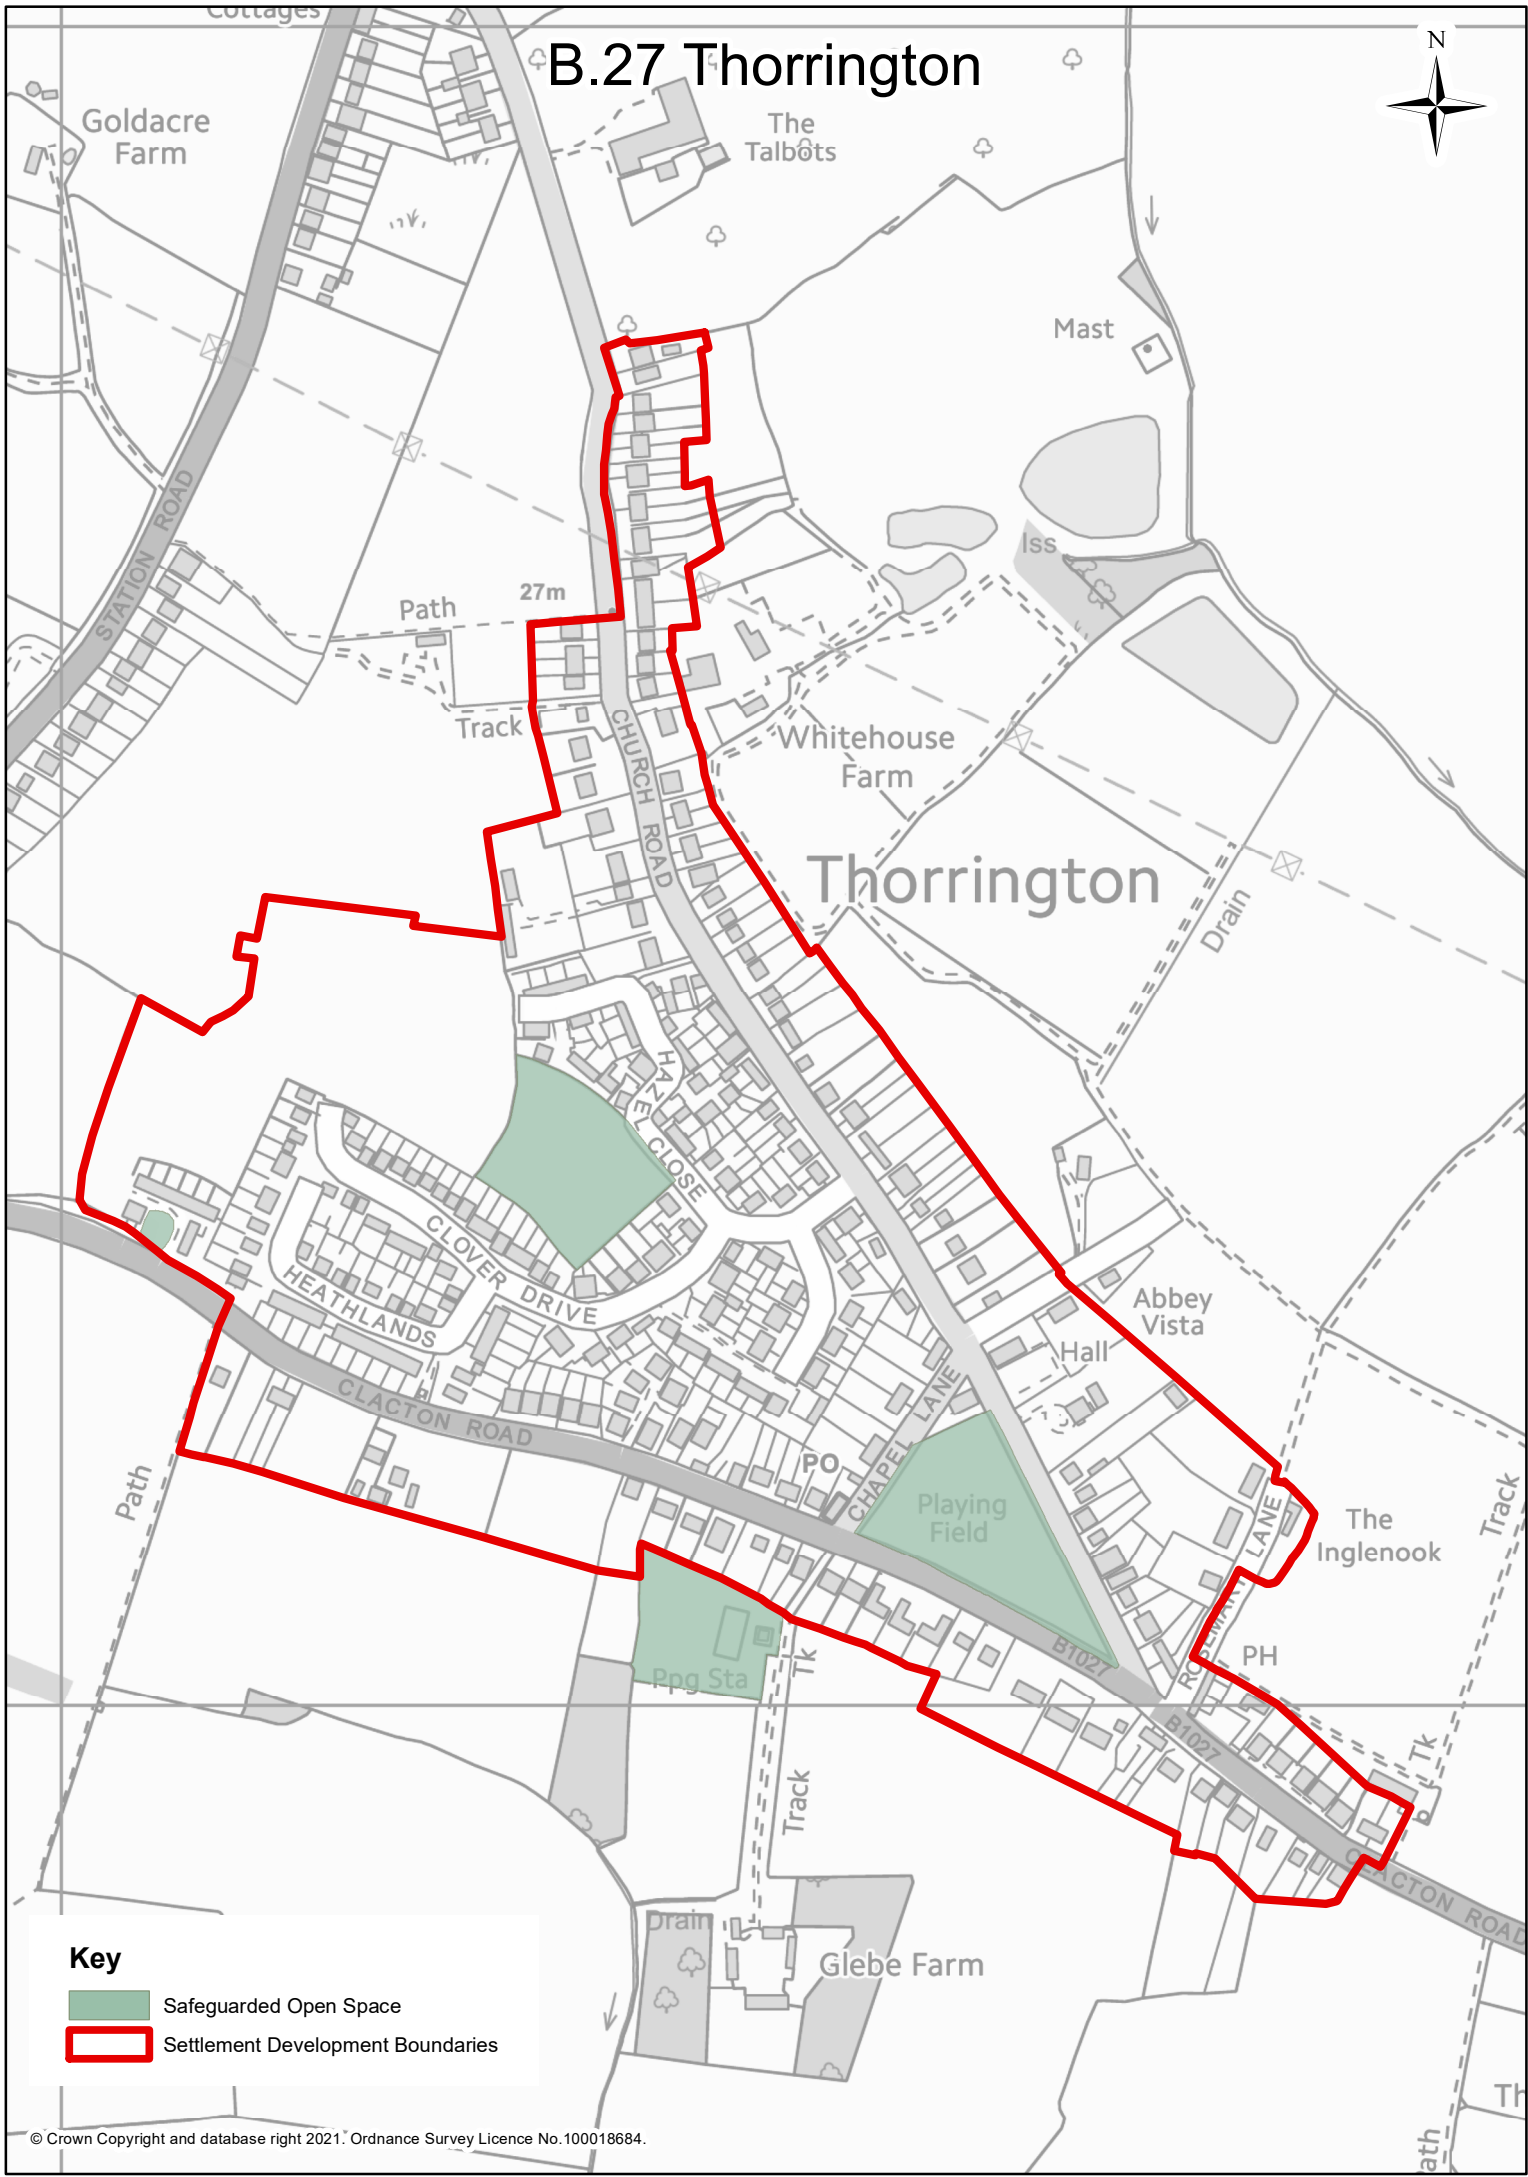 Cottages
B.27 Thorrington
N
Goldacre
Farm
The
Talbots
Mast
STATION ROAD
Iss
27m
Path
Track
CHURCH ROAD
Whitehouse
Farm
Thorrington
Drain
HAZEL CLOSE
CLOVER DRIVE
HEATHLANDS
Abbey
Vista
Hall
CHAPEL LANE
CLACTON ROAD
PO
Path
Playing
Field
Track
The
Inglenook
ROSEMARY LANE
B1027
PH
Tk
Ppg Sta
B1027
Tk
Track
CLACTON ROAD
Drain
Glebe Farm
Key
Safeguarded Open Space
Settlement Development Boundaries
Th
ath
© Crown Copyright and database right 2021. Ordnance Survey Licence No.100018684.